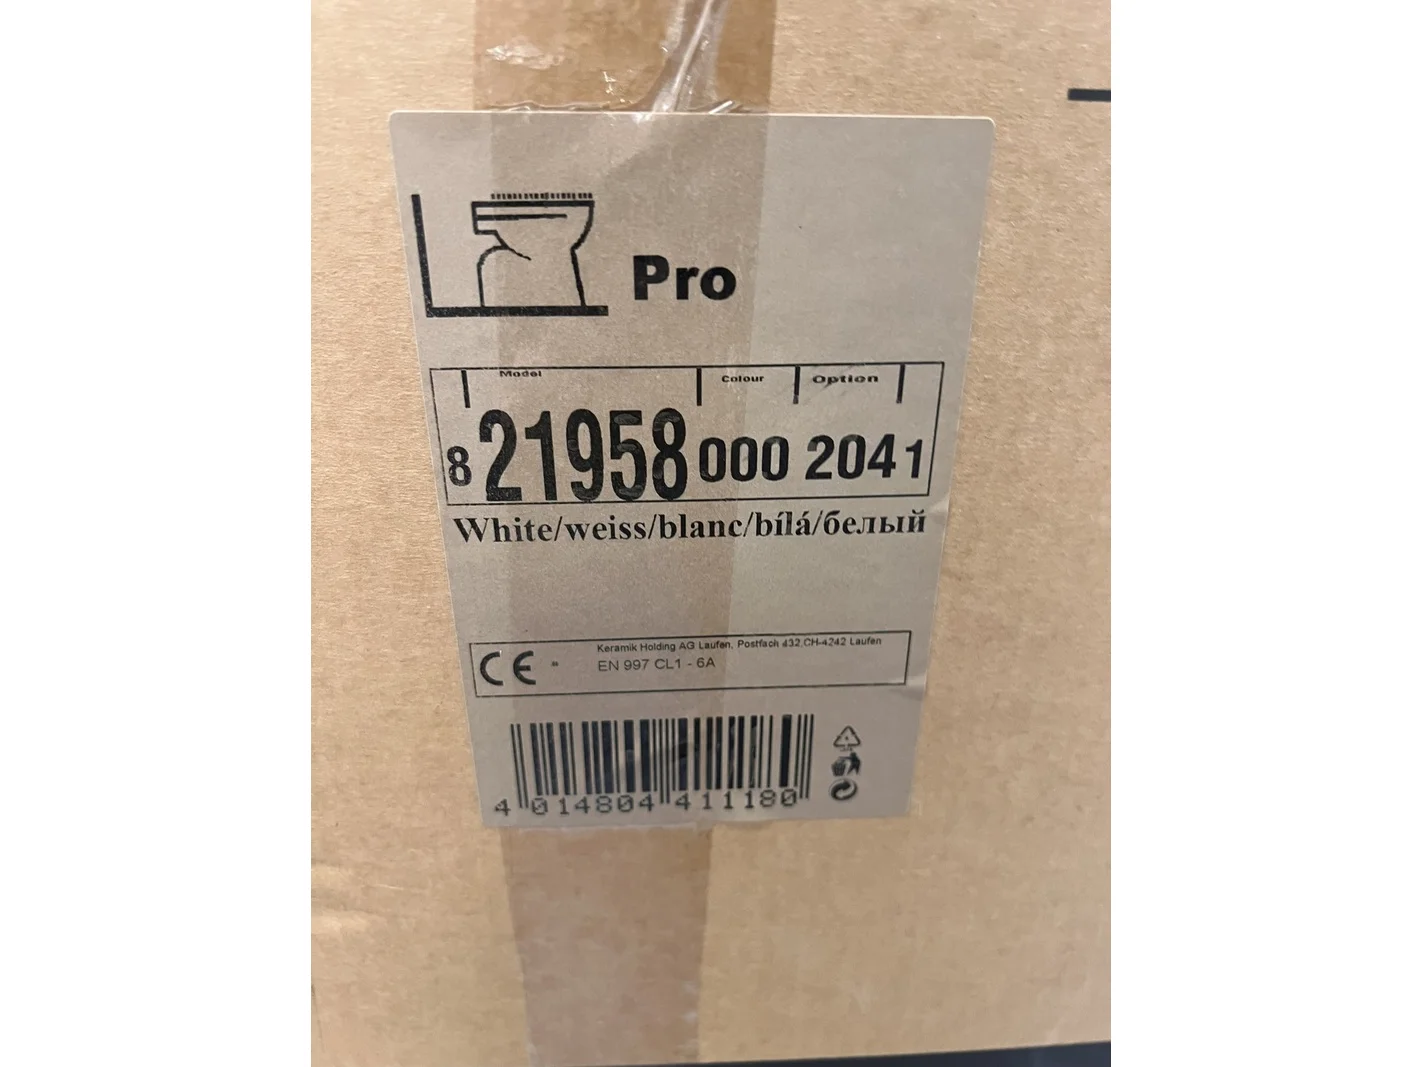 Pro
Model Colour Option
8 21958 000 204 1
White/weiss/blanc/bílá/белый
Keramik Holding AG Laufen, Postfach 432,CH-4242 Laufen
CE EN 997 CL1 - 6A
4 014804 411180